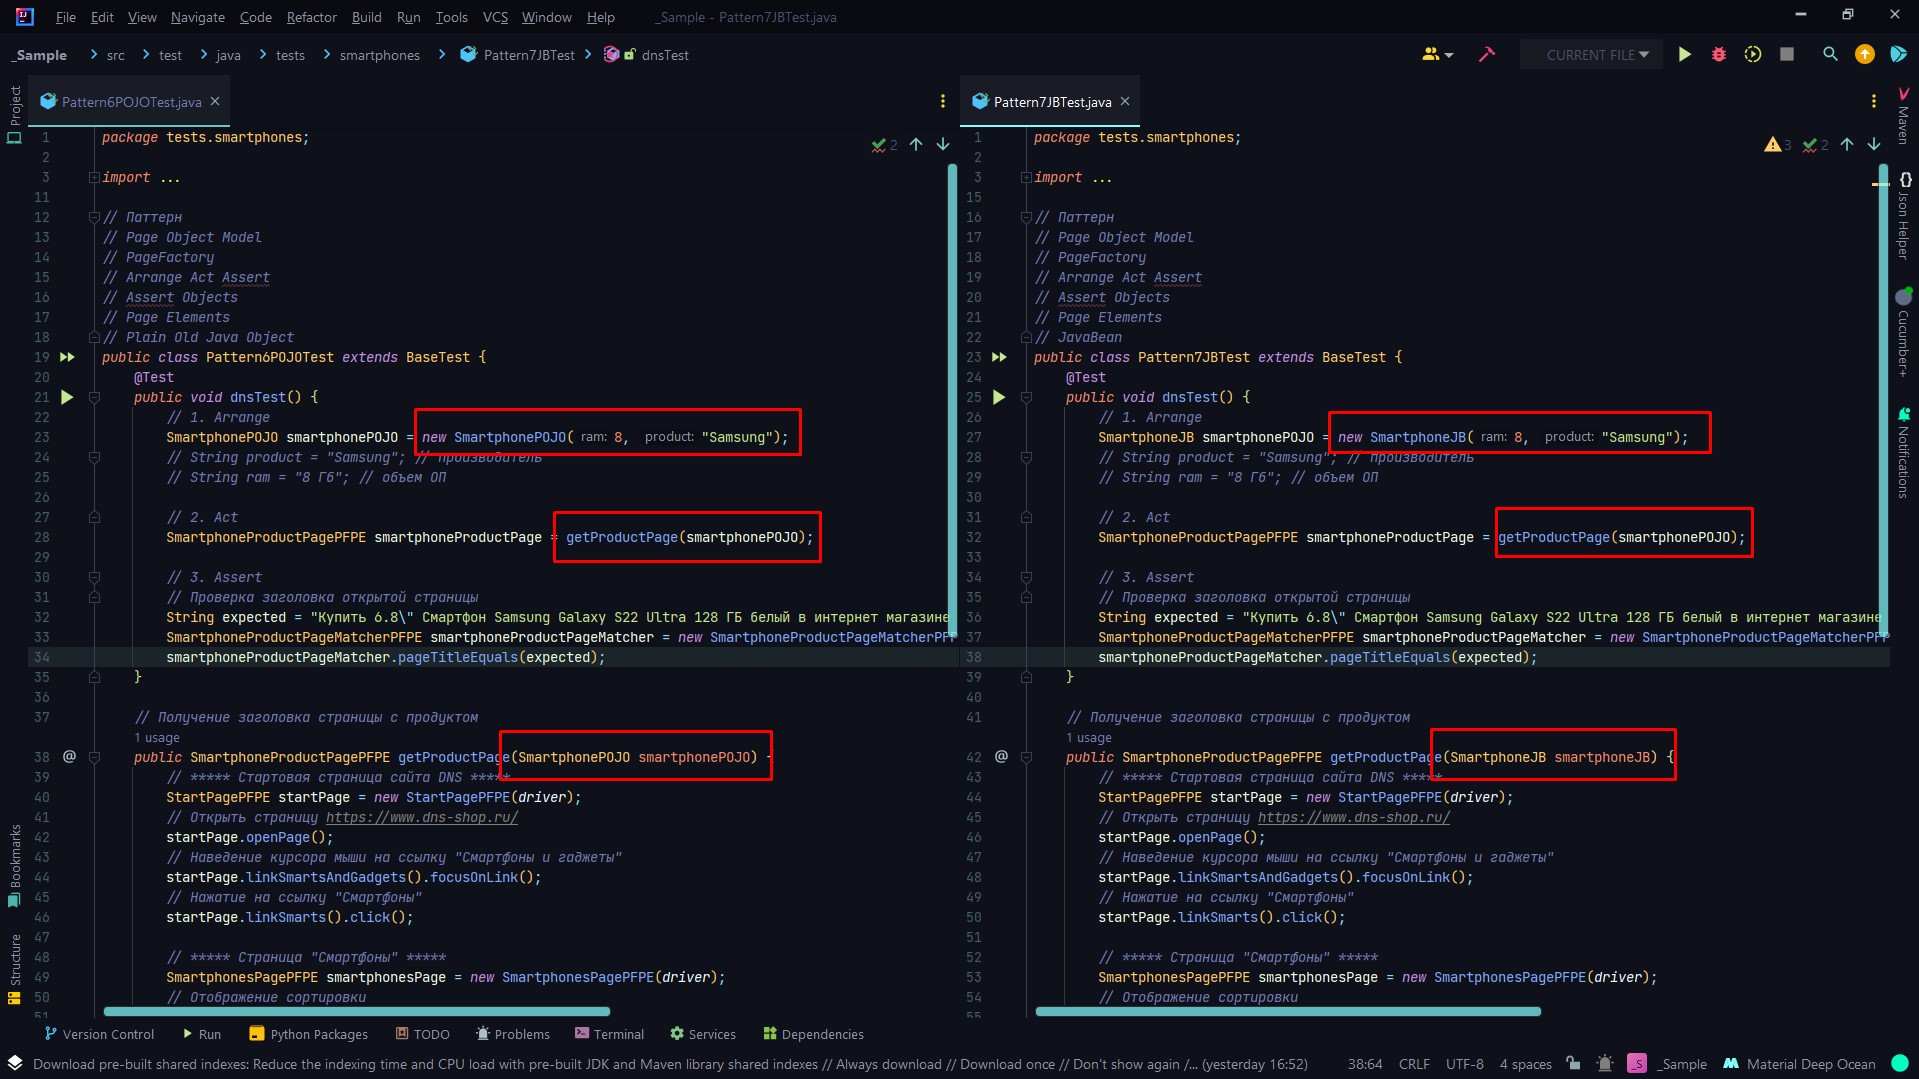 File Edit View Navigate Code Refactor Build Run Tools VCS Window Help _Sample - Pattern7JBTest.java
_Sample src test java tests smartphones Pattern7JBTest dnsTest CURRENT FILE
Project
Bookmarks
Structure
Pattern6POJOTest.java
2
1 package tests.smartphones;
2
3 import ...
11
12 // Паттерн
13 // Page Object Model
14 // PageFactory
15 // Arrange Act Assert
16 // Assert Objects
17 // Page Elements
18 // Plain Old Java Object
19 public class Pattern6POJOTest extends BaseTest {
20 @Test
21 public void dnsTest() {
22 // 1. Arrange
23 SmartphonePOJO smartphonePOJO = new SmartphonePOJO( ram: 8, product: "Samsung");
24 // String product = "Samsung"; // производитель
25 // String ram = "8 Гб"; // объем ОП
26
27 // 2. Act
28 SmartphoneProductPagePFPE smartphoneProductPage = getProductPage(smartphonePOJO);
29
30 // 3. Assert
31 // Проверка заголовка открытой страницы
32 String expected = "Купить 6.8\" Смартфон Samsung Galaxy S22 Ultra 128 ГБ белый в интернет магазине
33 SmartphoneProductPageMatcherPFPE smartphoneProductPageMatcher = new SmartphoneProductPageMatcherPFP
34 smartphoneProductPageMatcher.pageTitleEquals(expected);
35 }
36
37 // Получение заголовка страницы с продуктом
1 usage
38 @ public SmartphoneProductPagePFPE getProductPage(SmartphonePOJO smartphonePOJO) {
39 // ***** Стартовая страница сайта DNS *****
40 StartPagePFPE startPage = new StartPagePFPE(driver);
41 // Открыть страницу https://www.dns-shop.ru/
42 startPage.openPage();
43 // Наведение курсора мыши на ссылку "Смартфоны и гаджеты"
44 startPage.linkSmartsAndGadgets().focusOnLink();
45 // Нажатие на ссылку "Смартфоны"
46 startPage.linkSmarts().click();
47
48 // ***** Страница "Смартфоны" *****
49 SmartphonesPagePFPE smartphonesPage = new SmartphonesPagePFPE(driver);
50 // Отображение сортировки
51
Pattern7JBTest.java
3 2
1 package tests.smartphones;
2
3 import ...
15
16 // Паттерн
17 // Page Object Model
18 // PageFactory
19 // Arrange Act Assert
20 // Assert Objects
21 // Page Elements
22 // JavaBean
23 public class Pattern7JBTest extends BaseTest {
24 @Test
25 public void dnsTest() {
26 // 1. Arrange
27 SmartphoneJB smartphonePOJO = new SmartphoneJB( ram: 8, product: "Samsung");
28 // String product = "Samsung"; // производитель
29 // String ram = "8 Гб"; // объем ОП
30
31 // 2. Act
32 SmartphoneProductPagePFPE smartphoneProductPage = getProductPage(smartphonePOJO);
33
34 // 3. Assert
35 // Проверка заголовка открытой страницы
36 String expected = "Купить 6.8\" Смартфон Samsung Galaxy S22 Ultra 128 ГБ белый в интернет магазине
37 SmartphoneProductPageMatcherPFPE smartphoneProductPageMatcher = new SmartphoneProductPageMatcherPFP
38 smartphoneProductPageMatcher.pageTitleEquals(expected);
39 }
40
41 // Получение заголовка страницы с продуктом
1 usage
42 @ public SmartphoneProductPagePFPE getProductPage(SmartphoneJB smartphoneJB) {
43 // ***** Стартовая страница сайта DNS *****
44 StartPagePFPE startPage = new StartPagePFPE(driver);
45 // Открыть страницу https://www.dns-shop.ru/
46 startPage.openPage();
47 // Наведение курсора мыши на ссылку "Смартфоны и гаджеты"
48 startPage.linkSmartsAndGadgets().focusOnLink();
49 // Нажатие на ссылку "Смартфоны"
50 startPage.linkSmarts().click();
51
52 // ***** Страница "Смартфоны" *****
53 SmartphonesPagePFPE smartphonesPage = new SmartphonesPagePFPE(driver);
54 // Отображение сортировки
55
Maven
Json Helper
Cucumber+
Notifications
Version Control Run Python Packages TODO Problems Terminal Services Dependencies
Download pre-built shared indexes: Reduce the indexing time and CPU load with pre-built JDK and Maven library shared indexes // Always download // Download once // Don't show again /... (yesterday 16:52) 38:64 CRLF UTF-8 4 spaces _S _Sample Material Deep Ocean